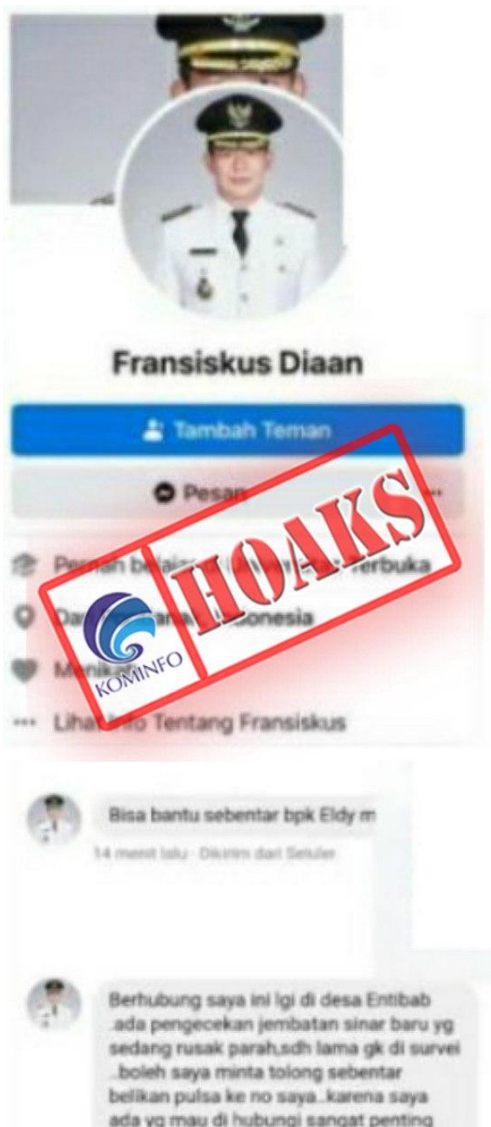 Fransiskus Diaan
Tambah Teman
Pesan
HOAKS
KOMINFO
Pernah belajar di Universitas Terbuka
Indonesia
Menikah
Lihat Info Tentang Fransiskus
Bisa bantu sebentar bpk Eldy m
14 menit lalu · Dikirim dari Seluler
Berhubung saya ini lgi di desa Entibab
.ada pengecekan jembatan sinar baru yg
sedang rusak parah,sdh lama gk di survei
..boleh saya minta tolong sebentar
belikan pulsa ke no saya..karena saya
ada yg mau di hubungi sangat penting